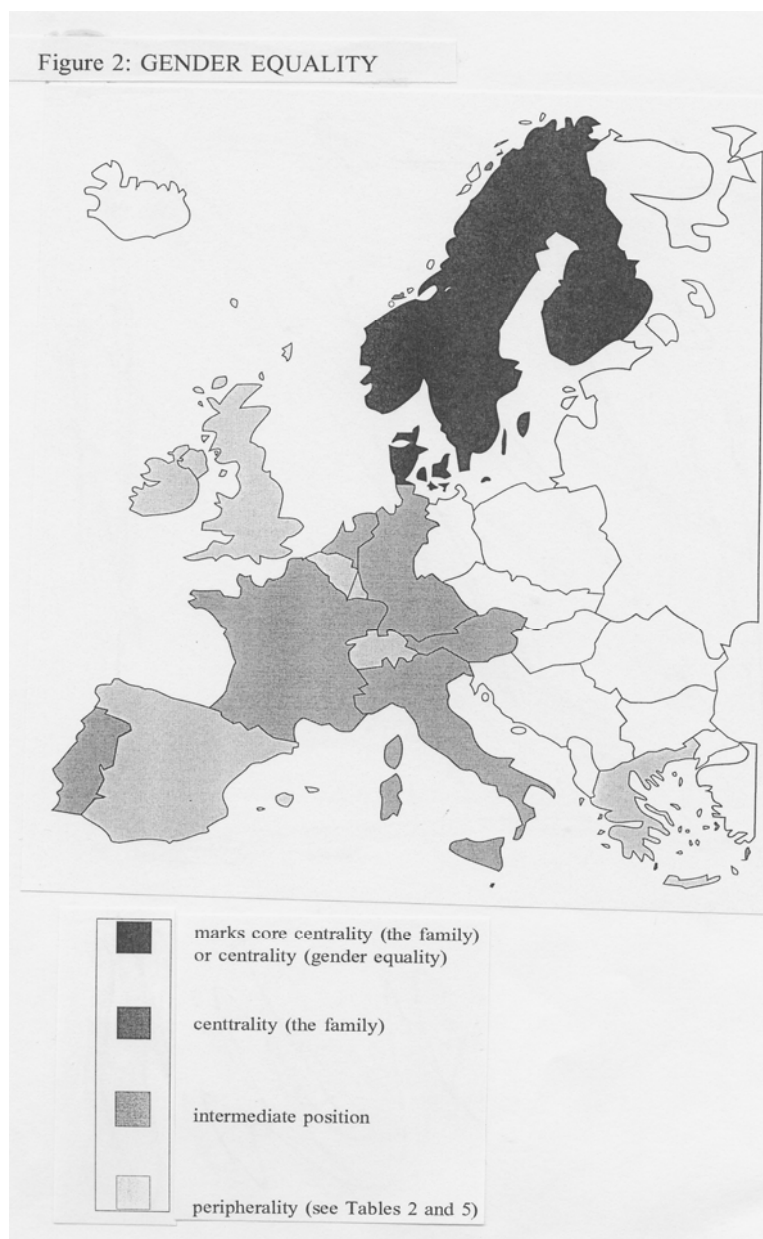 Figure 2: GENDER EQUALITY
marks core centrality (the family)
or centrality (gender equality)
centtrality (the family)
intermediate position
peripherality (see Tables 2 and 5)